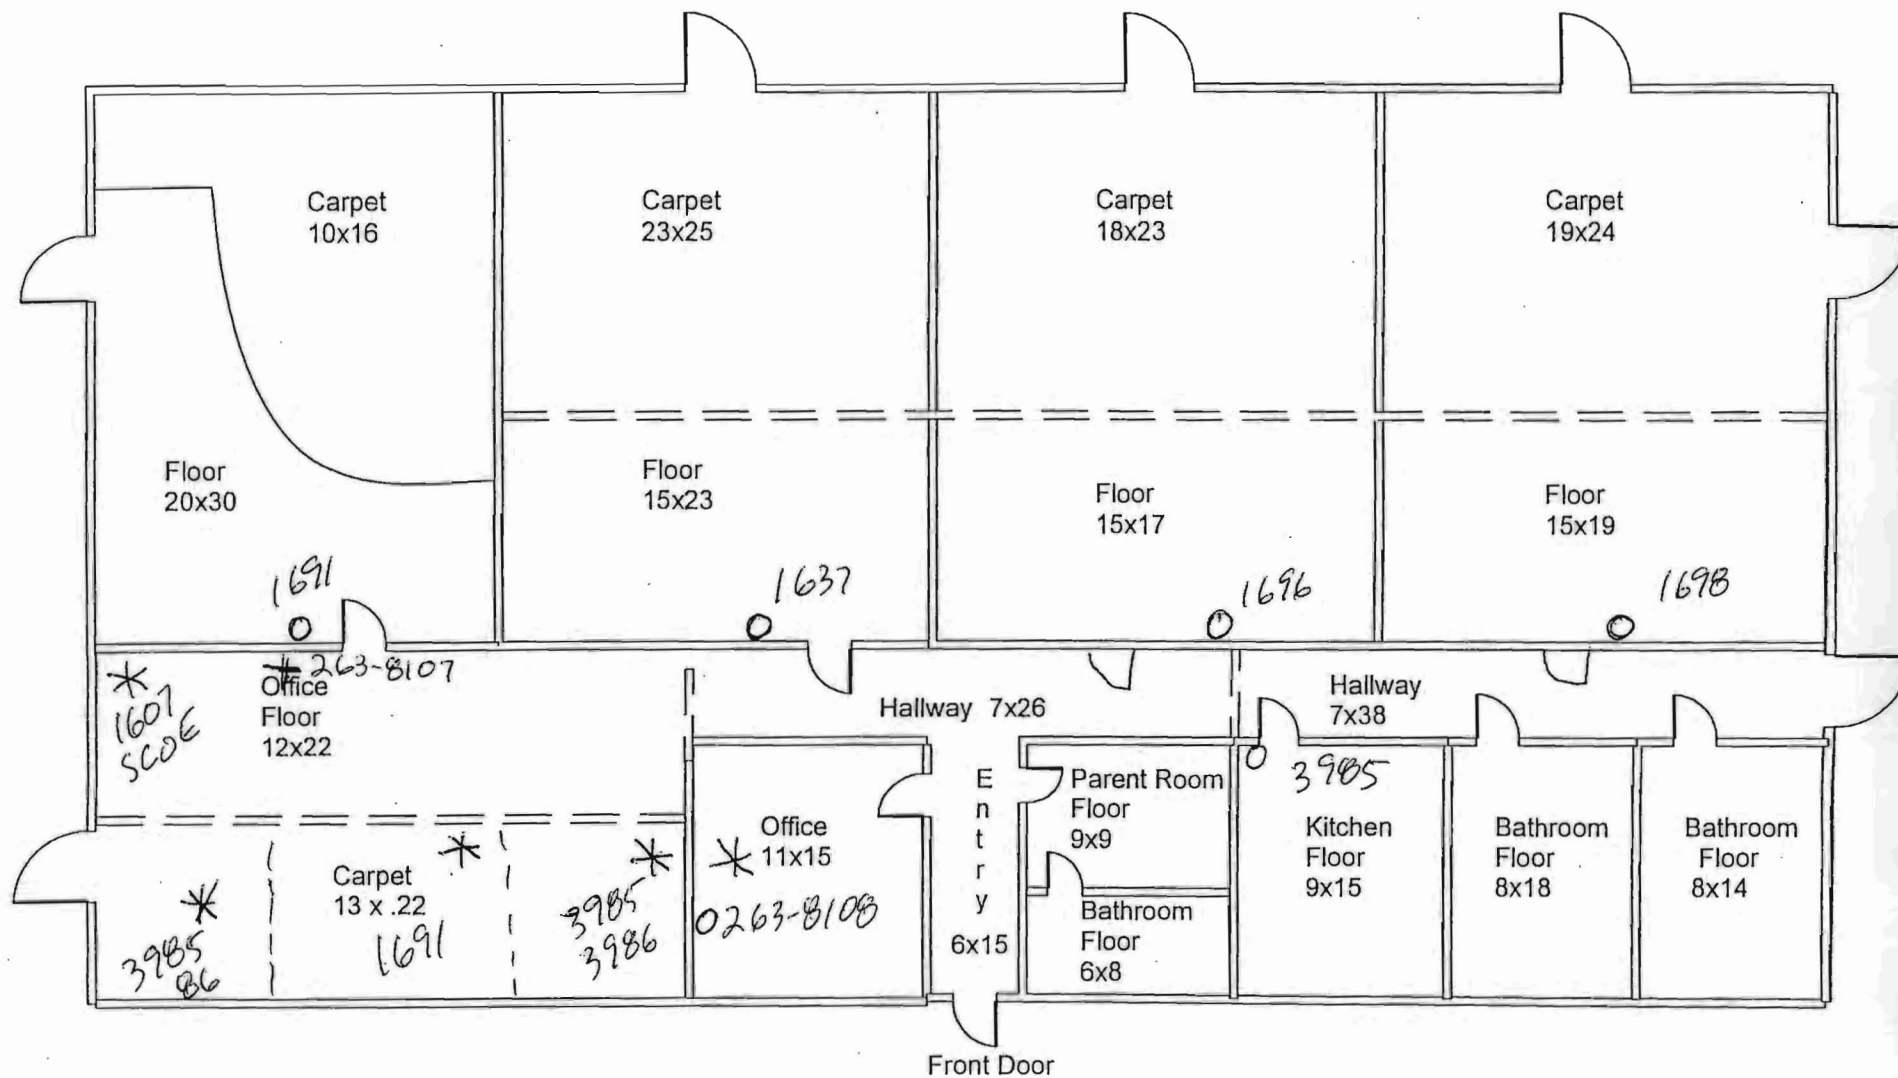 Carpet
10x16
Carpet
23x25
Carpet
18x23
Carpet
19x24
Floor
20x30
Floor
15x23
Floor
15x17
Floor
15x19
1691
1637
1696
1698
263-8107
Office
Floor
12x22
1607
SCOE
Hallway 7x26
Hallway
7x38
Entry
6x15
Parent Room
Floor
9x9
3985
Office
11x15
0263-8108
Kitchen
Floor
9x15
Bathroom
Floor
8x18
Bathroom
Floor
8x14
Carpet
13 x .22
1691
3985
86
3985
3986
Bathroom
Floor
6x8
Front Door